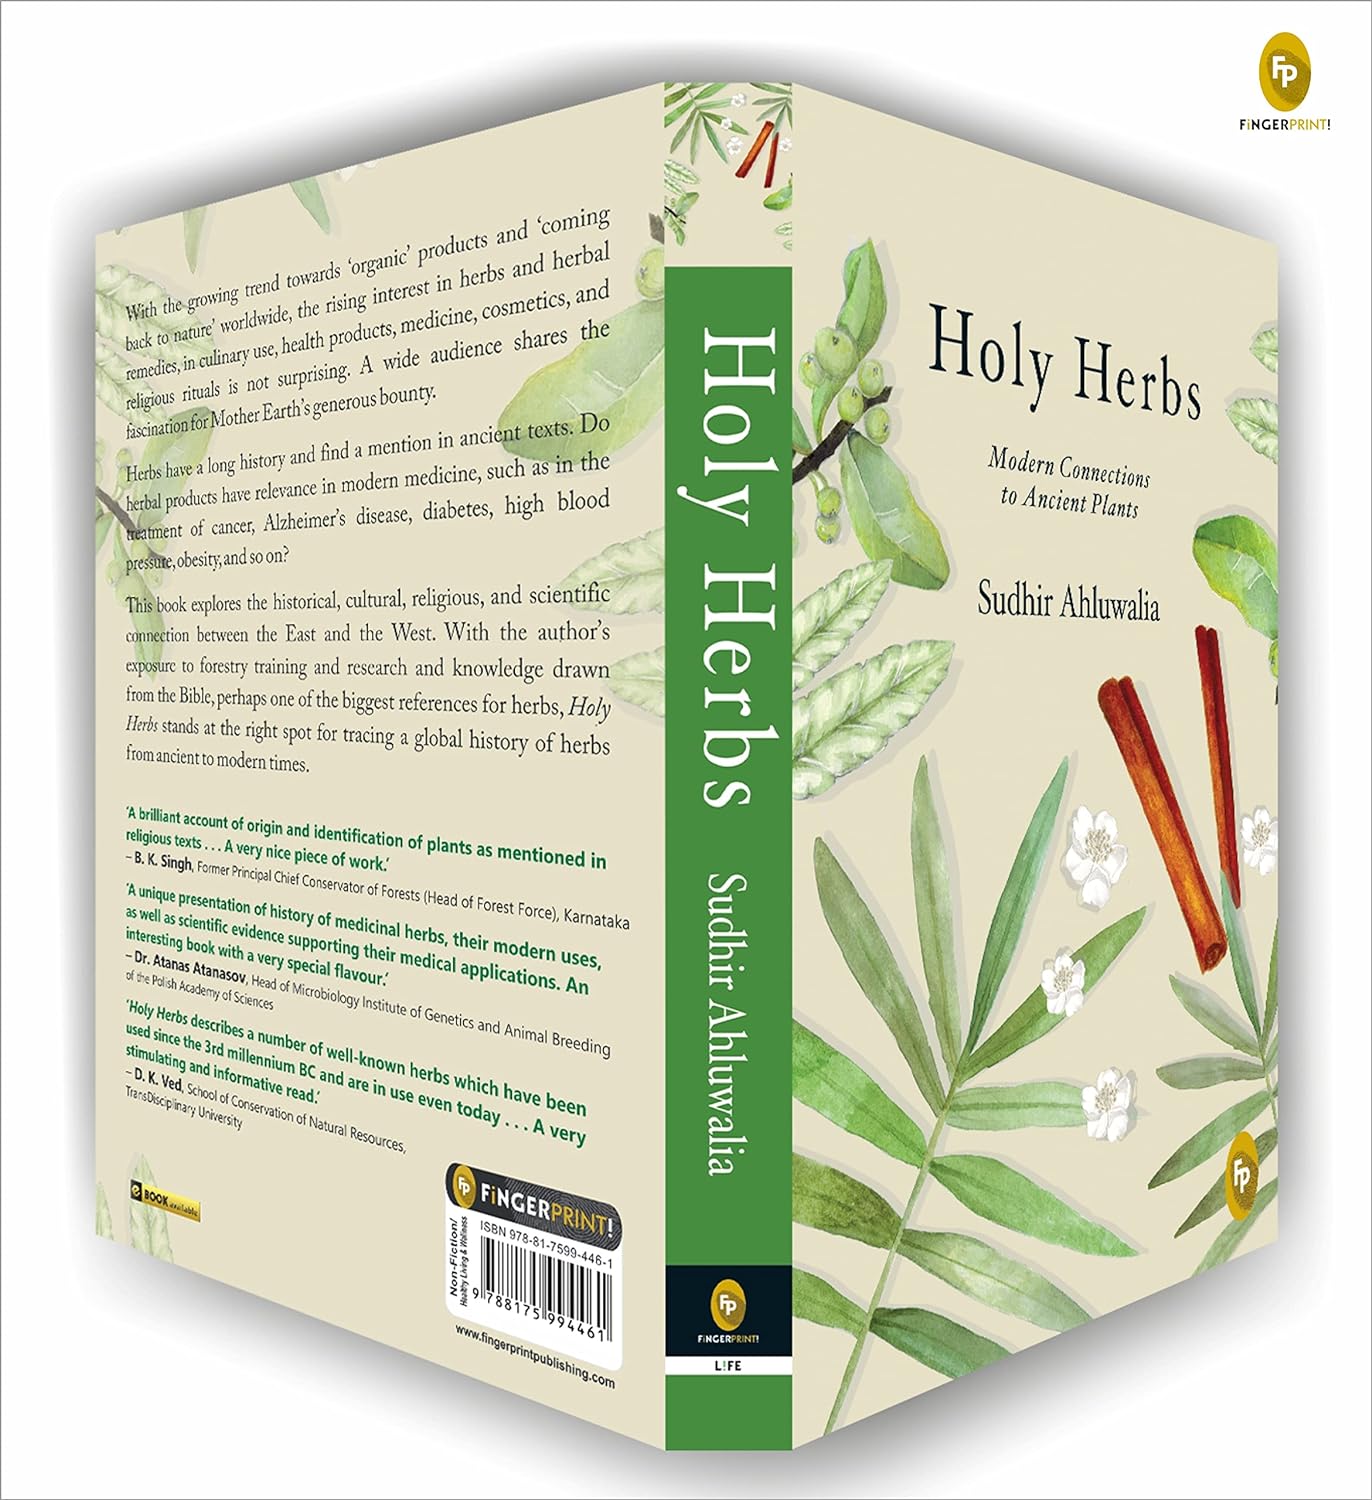 FP
FiNGERPRINT!
With the growing trend towards ‘organic’ products and ‘coming
back to nature’ worldwide, the rising interest in herbs and herbal
remedies, in culinary use, health products, medicine, cosmetics, and
religious rituals is not surprising. A wide audience shares the
fascination for Mother Earth’s generous bounty.
Herbs have a long history and find a mention in ancient texts. Do
herbal products have relevance in modern medicine, such as in the
treatment of cancer, Alzheimer’s disease, diabetes, high blood
pressure, obesity, and so on?
This book explores the historical, cultural, religious, and scientific
connection between the East and the West. With the author’s
exposure to forestry training and research and knowledge drawn
from the Bible, perhaps one of the biggest references for herbs, Holy
Herbs stands at the right spot for tracing a global history of herbs
from ancient to modern times.
‘A brilliant account of origin and identification of plants as mentioned in
religious texts . . . A very nice piece of work.’
– B. K. Singh, Former Principal Chief Conservator of Forests (Head of Forest Force), Karnataka
‘A unique presentation of history of medicinal herbs, their modern uses,
as well as scientific evidence supporting their medical applications. An
interesting book with a very special flavour.’
– Dr. Atanas Atanasov, Head of Microbiology Institute of Genetics and Animal Breeding
of the Polish Academy of Sciences
‘Holy Herbs describes a number of well-known herbs which have been
used since the 3rd millennium BC and are in use even today . . . A very
stimulating and informative read.’
– D. K. Ved, School of Conservation of Natural Resources,
TransDisciplinary University
e BOOK available
FP FiNGERPRINT!
ISBN 978-81-7599-446-1
Non-Fiction/
Healthy Living & Wellness
9 788175 994461
www.fingerprintpublishing.com
Holy Herbs Sudhir Ahluwalia
FP
FiNGERPRINT!
L!FE
Holy Herbs
Modern Connections
to Ancient Plants
Sudhir Ahluwalia
FP